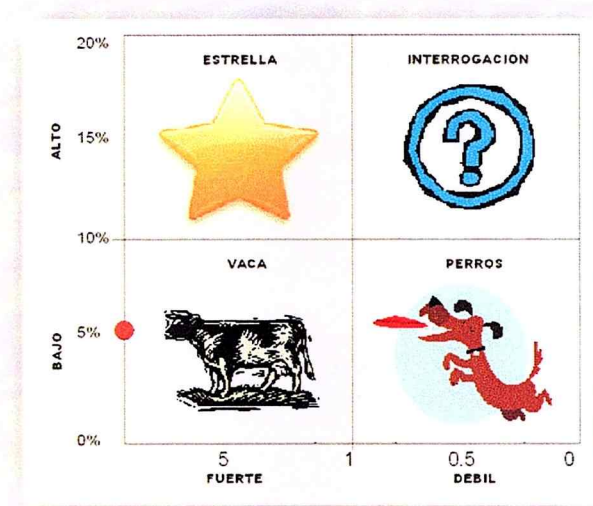 20%
ESTRELLA
INTERROGACION
?
ALTO
15%
10%
VACA
PERROS
BAJO
5%
0%
5
1
0.5
0
FUERTE
DEBIL